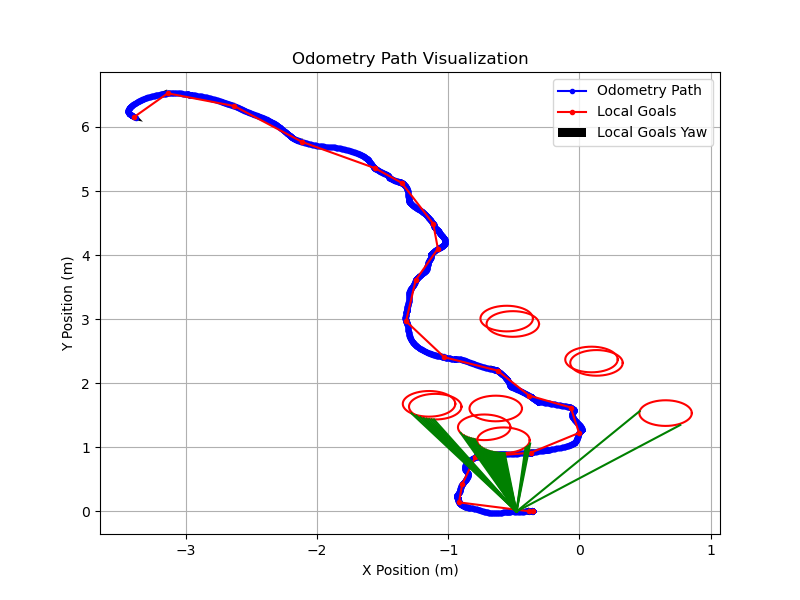 Odometry Path Visualization
Odometry Path
Local Goals
Local Goals Yaw
Y Position (m)
6
5
4
3
2
1
0
−3
−2
−1
0
1
X Position (m)